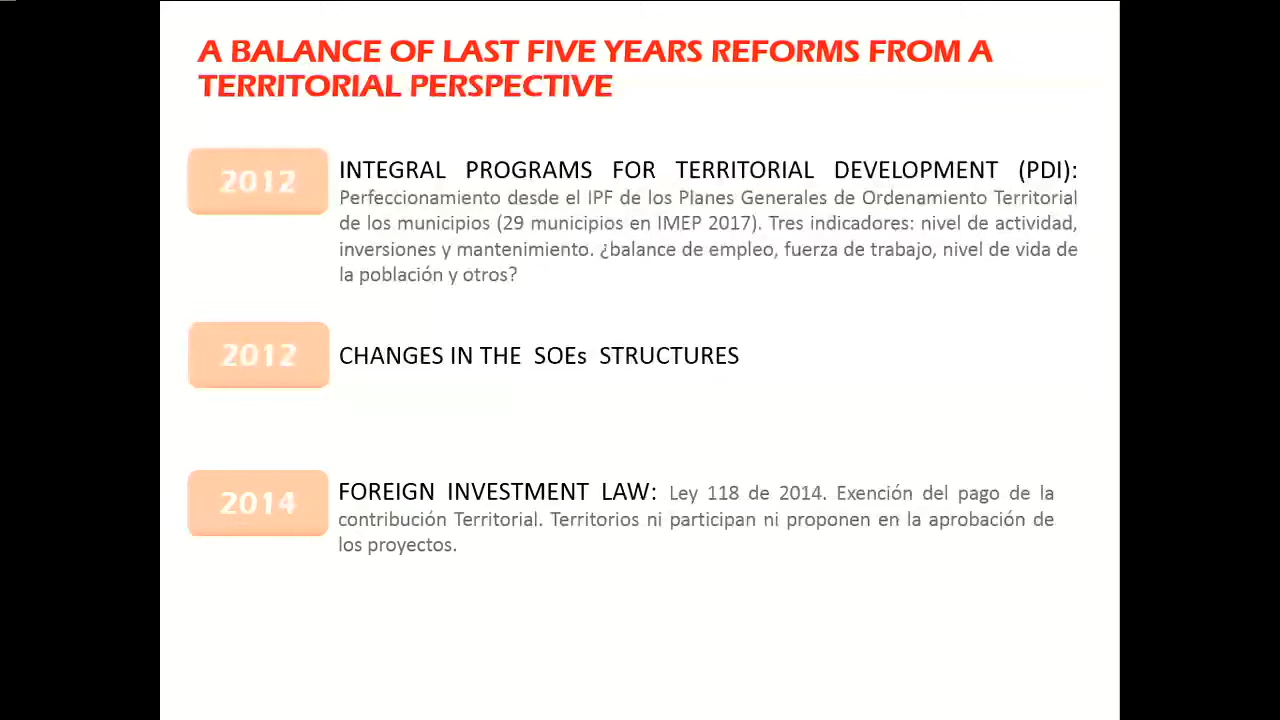 A BALANCE OF LAST FIVE YEARS REFORMS FROM A
TERRITORIAL PERSPECTIVE
2012
INTEGRAL PROGRAMS FOR TERRITORIAL DEVELOPMENT (PDI):
Perfeccionamiento desde el IPF de los Planes Generales de Ordenamiento Territorial
de los municipios (29 municipios en IMEP 2017). Tres indicadores: nivel de actividad,
inversiones y mantenimiento. ¿balance de empleo, fuerza de trabajo, nivel de vida de
la población y otros?
2012
CHANGES IN THE SOEs STRUCTURES
2014
FOREIGN INVESTMENT LAW: Ley 118 de 2014. Exención del pago de la
contribución Territorial. Territorios ni participan ni proponen en la aprobación de
los proyectos.